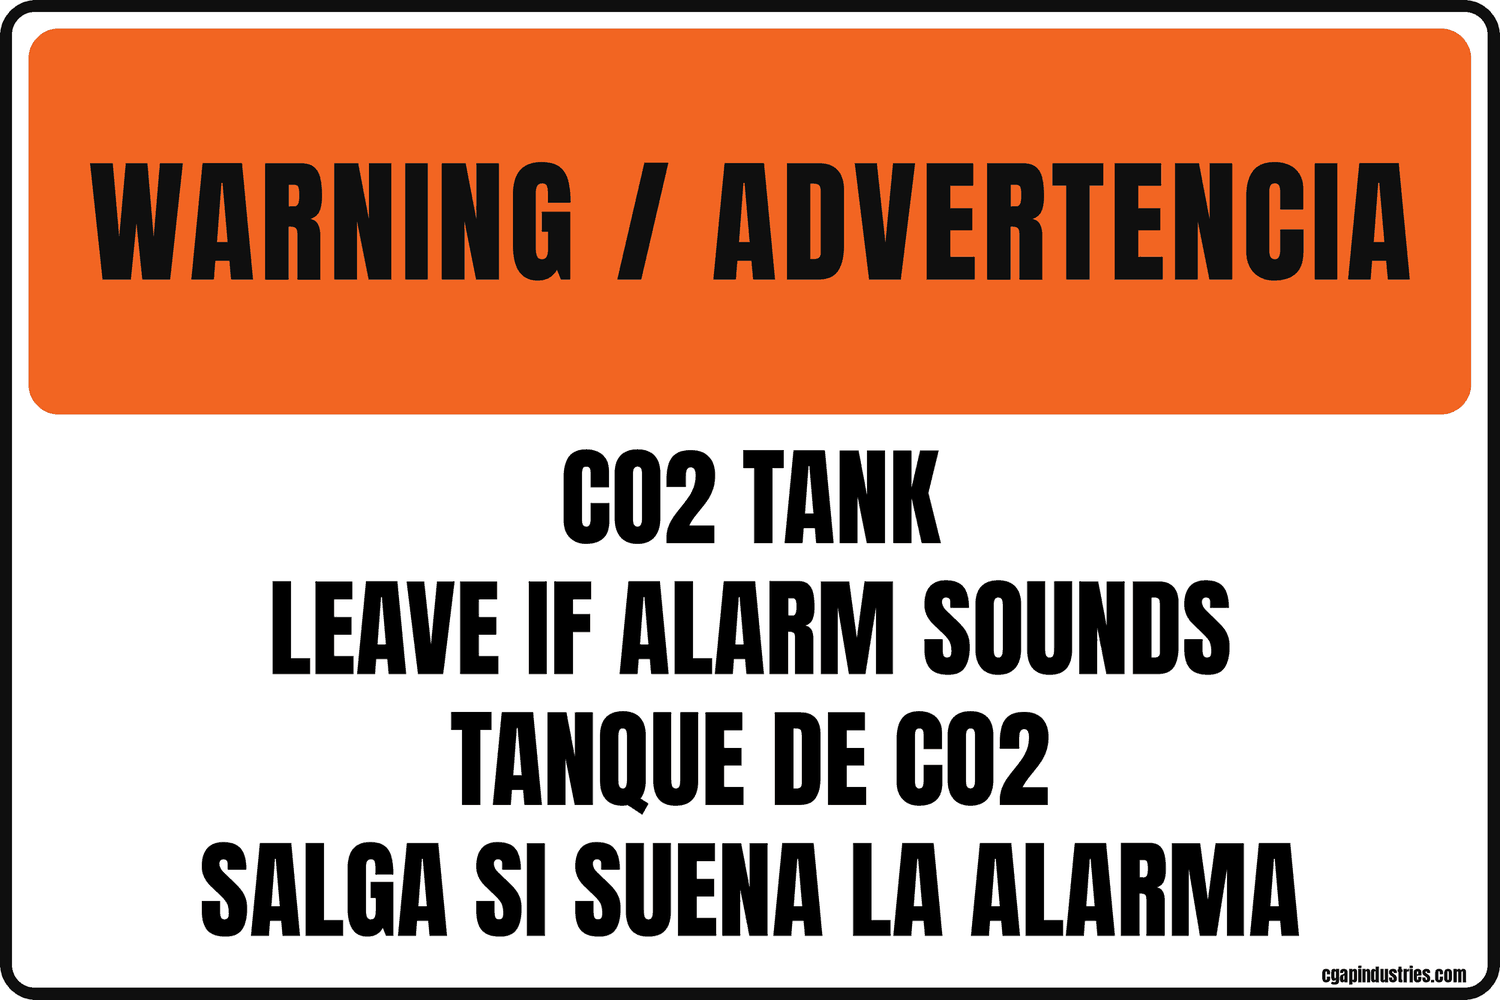 WARNING / ADVERTENCIA
CO2 TANK
LEAVE IF ALARM SOUNDS
TANQUE DE CO2
SALGA SI SUENA LA ALARMA
cgapindustries.com